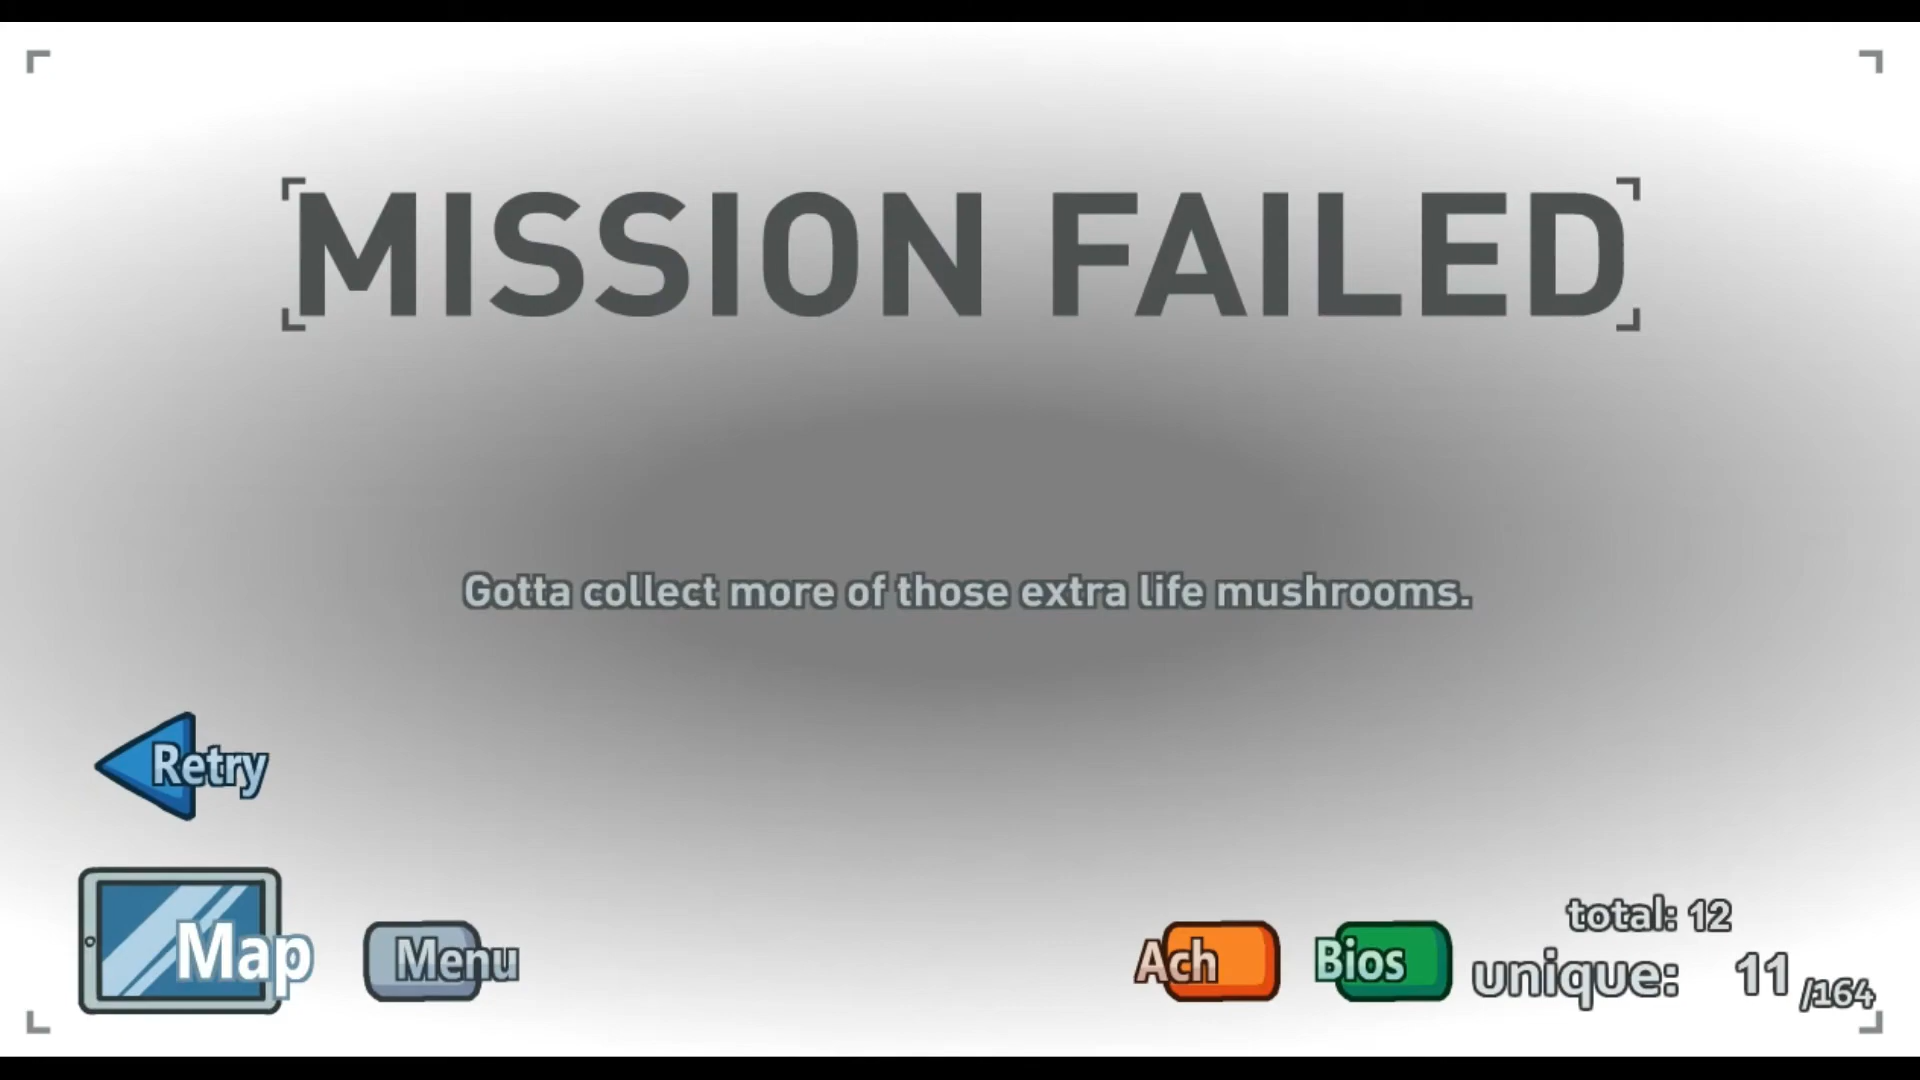 MISSION FAILED
Gotta collect more of those extra life mushrooms.
Retry
Map
Menu
Ach
Bios
total: 12
unique: 11 /164